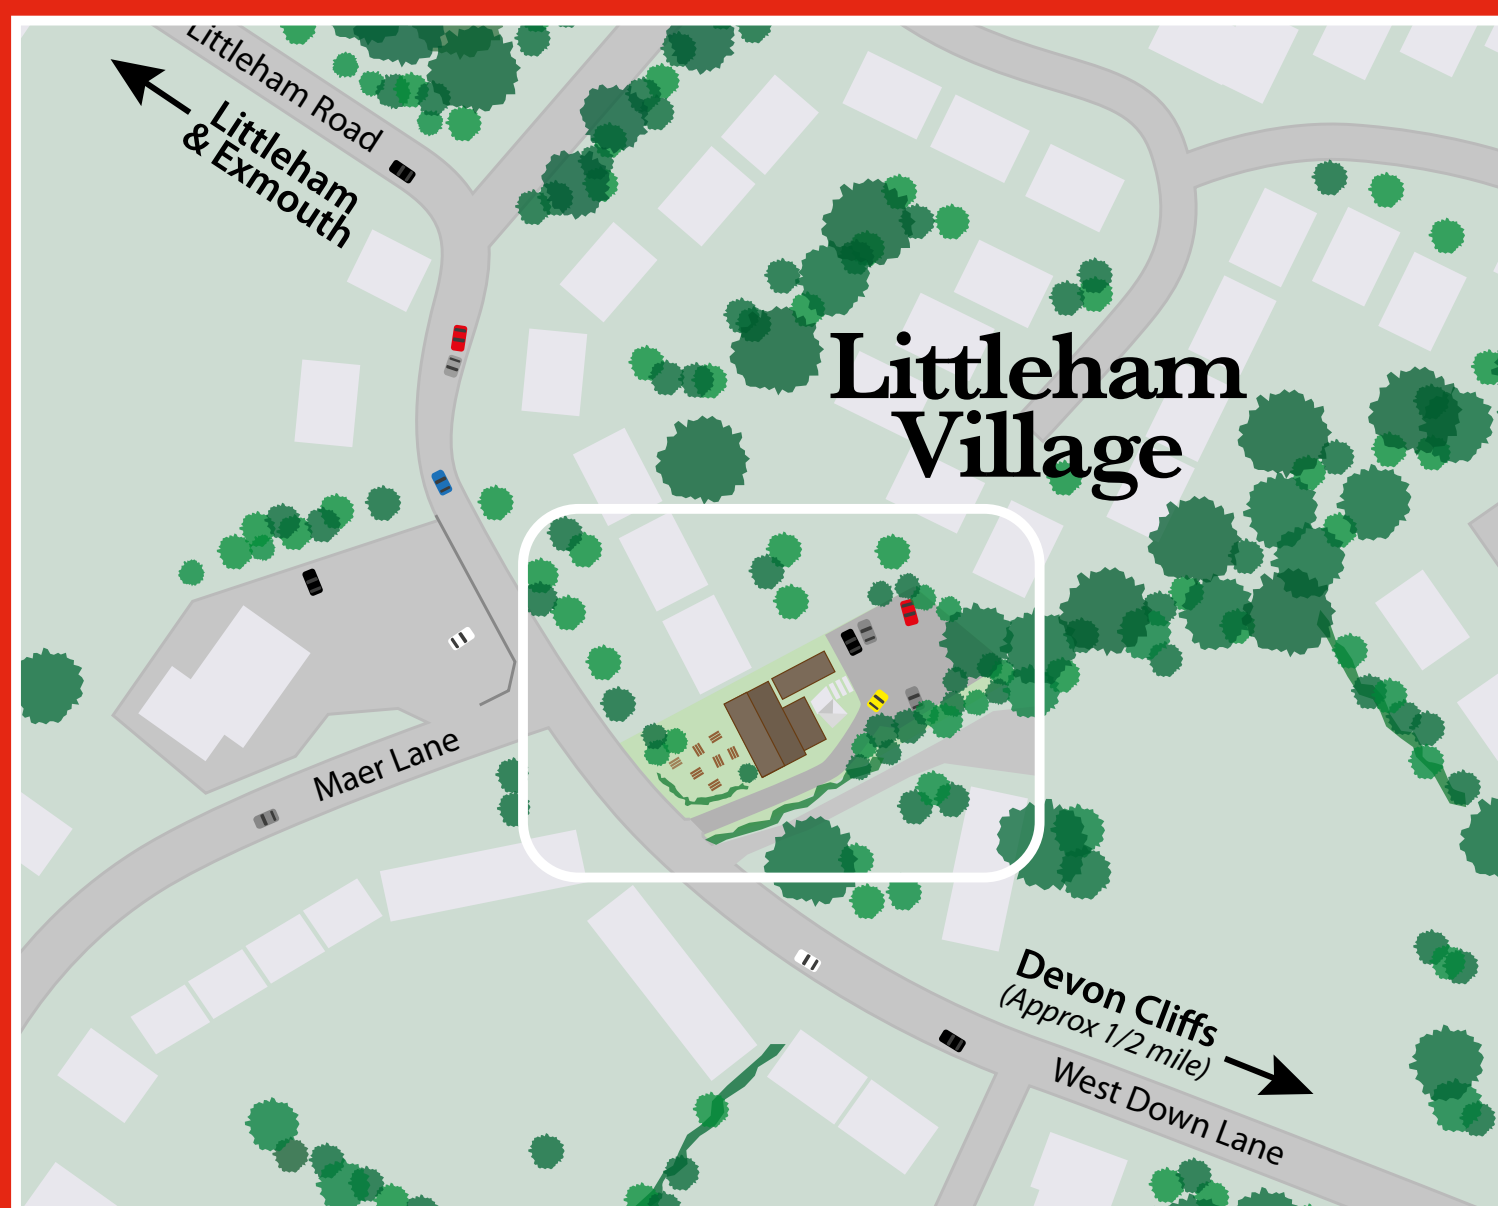 Littleham Road
Littleham
& Exmouth
Littleham
Village
Maer Lane
Devon Cliffs
(Approx 1/2 mile)
West Down Lane